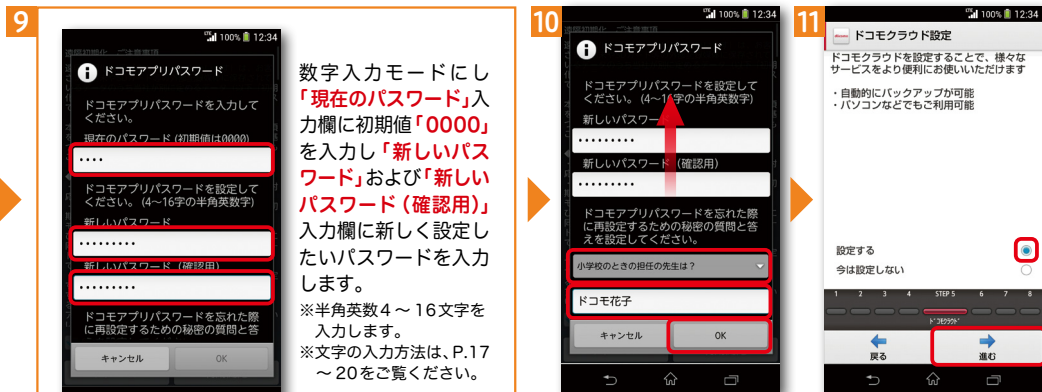 9
LTE 100% 12:34
ドコモアプリパスワード
ドコモアプリパスワードを入力して
ください。
現在のパスワード (初期値は0000)
....
ドコモアプリパスワードを設定して
ください。 (4〜16字の半角英数字)
新しいパスワード
.........
新しいパスワード (確認用)
.........
ドコモアプリパスワードを忘れた際
に再設定するための秘密の質問と答
キャンセル
OK
数字入力モードにし
「現在のパスワード」入
力欄に初期値「0000」
を入力し「新しいパス
ワード」および「新しい
パスワード(確認用)」
入力欄に新しく設定し
たいパスワードを入力
します。
※半角英数4〜16文字を
入力します。
※文字の入力方法は、P.17
〜20をご覧ください。
10
LTE 100% 12:34
ドコモアプリパスワード
ドコモアプリパスワードを設定して
ください。 (4〜16字の半角英数字)
新しいパスワード
.........
新しいパスワード (確認用)
.........
ドコモアプリパスワードを忘れた際
に再設定するための秘密の質問と答
えを設定してください。
小学校のときの担任の先生は?
ドコモ花子
キャンセル
OK
11
LTE 100% 12:34
ドコモクラウド設定
ドコモクラウドを設定することで、様々な
サービスをより便利にお使いいただけます
・自動的にバックアップが可能
・パソコンなどでもご利用可能
設定する
今は設定しない
1 2 3 4 STEP 5 6 7 8
ドコモクラウド
戻る
進む